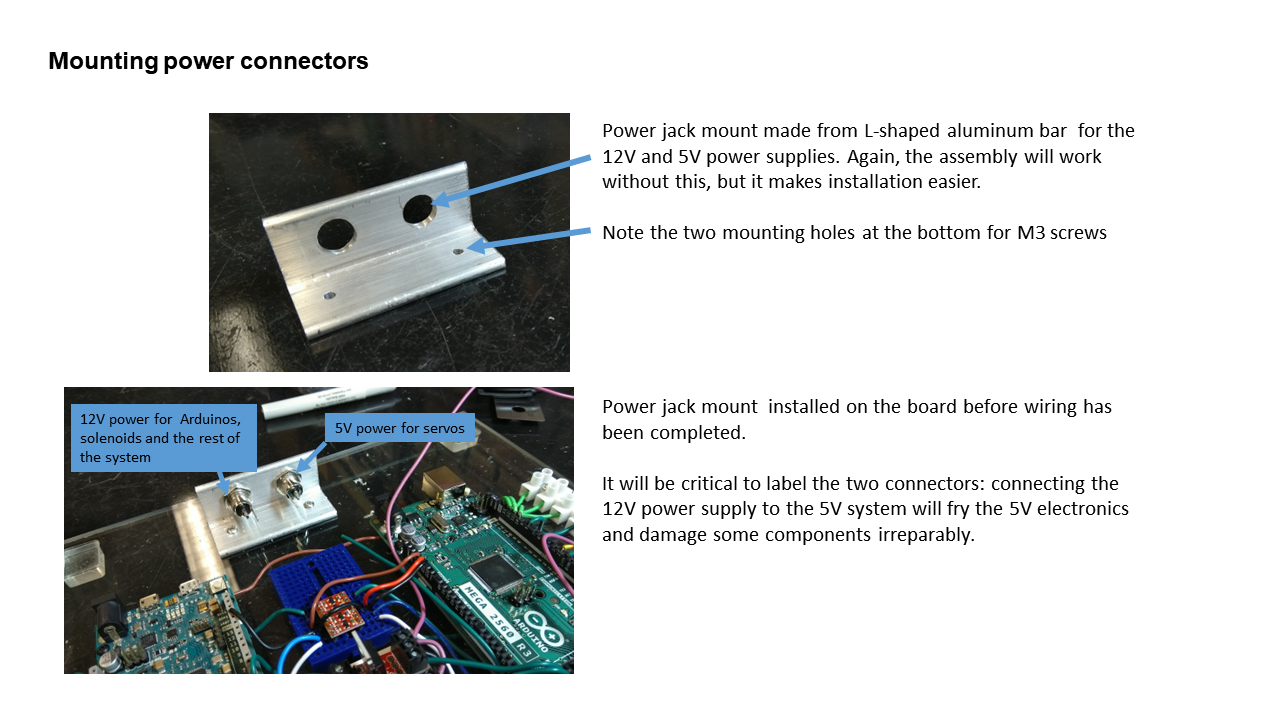 Mounting power connectors
Power jack mount made from L-shaped aluminum bar  for the
12V and 5V power supplies. Again, the assembly will work
without this, but it makes installation easier.
Note the two mounting holes at the bottom for M3 screws
12V power for  Arduinos,
solenoids and the rest of
the system
5V power for servos
Power jack mount  installed on the board before wiring has
been completed.
It will be critical to label the two connectors: connecting the
12V power supply to the 5V system will fry the 5V electronics
and damage some components irreparably.
MEGA 2560 R3
ARDUINO